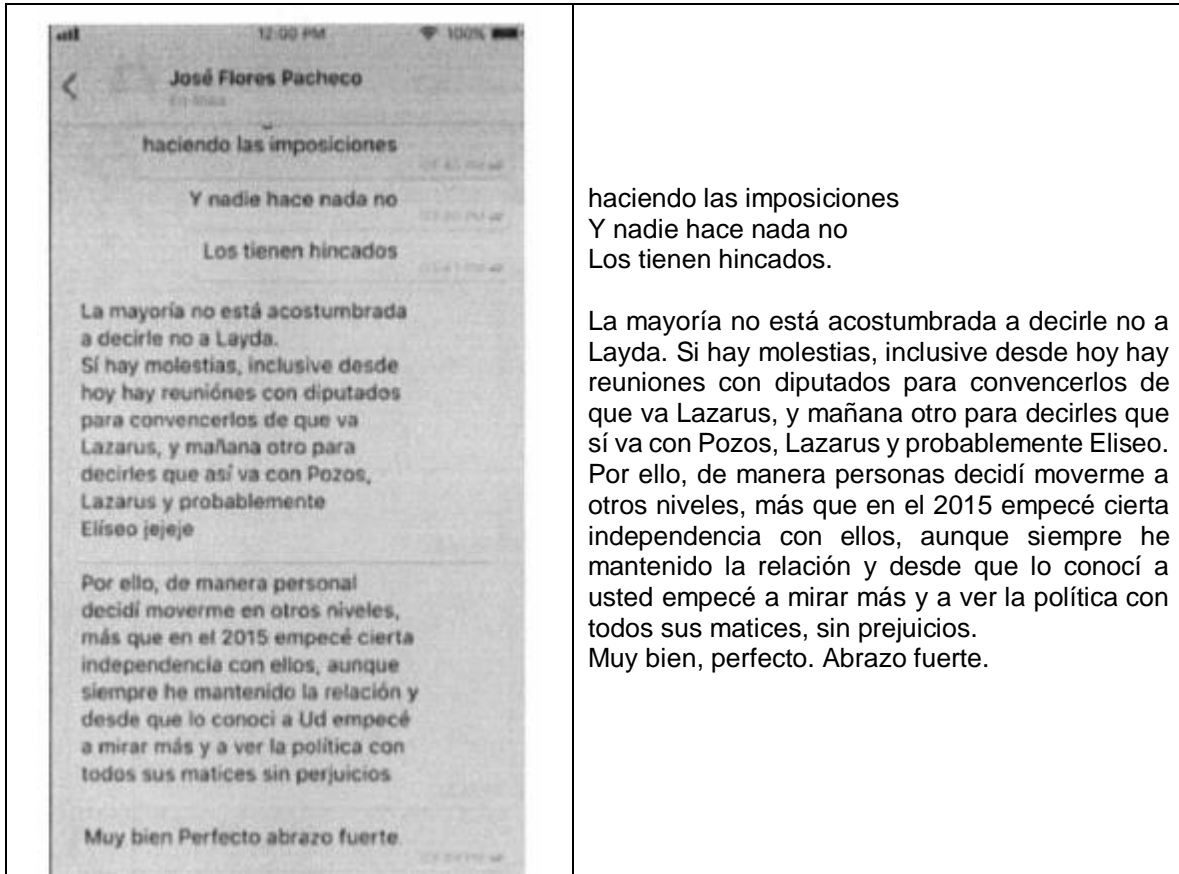 12:00 PM 100%
José Flores Pacheco
haciendo las imposiciones
Y nadie hace nada no
Los tienen hincados
La mayoría no está acostumbrada
a decirle no a Layda.
Sí hay molestias, inclusive desde
hoy hay reuniónes con diputados
para convencerlos de que va
Lazarus, y mañana otro para
decirles que así va con Pozos,
Lazarus y probablemente
Elíseo jejeje
Por ello, de manera personal
decidí moverme en otros niveles,
más que en el 2015 empecé cierta
independencia con ellos, aunque
siempre he mantenido la relación y
desde que lo conoci a Ud empecé
a mirar más y a ver la política con
todos sus matices sin perjuicios
Muy bien Perfecto abrazo fuerte.
haciendo las imposiciones
Y nadie hace nada no
Los tienen hincados.
La mayoría no está acostumbrada a decirle no a
Layda. Si hay molestias, inclusive desde hoy hay
reuniones con diputados para convencerlos de
que va Lazarus, y mañana otro para decirles que
sí va con Pozos, Lazarus y probablemente Eliseo.
Por ello, de manera personas decidí moverme a
otros niveles, más que en el 2015 empecé cierta
independencia con ellos, aunque siempre he
mantenido la relación y desde que lo conocí a
usted empecé a mirar más y a ver la política con
todos sus matices, sin prejuicios.
Muy bien, perfecto. Abrazo fuerte.